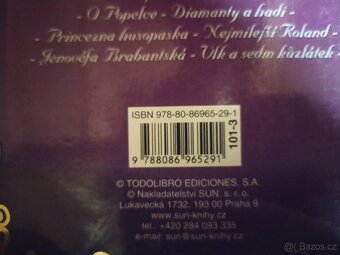 - O Popelce - Diamanty a hadi -
- Princezna husopaska - Nejmilejší Roland -
- Jenovéfa Brabantská - Vlk a sedm kůzlátek -
ISBN 978-80-86965-29-1
101-3
9 788086 965291
© TODOLIBRO EDICIONES, S.A.
© Nakladatelství SUN, s. r. o.
Lukavecká 1732, 193 00 Praha 9
www.sun-knihy.cz
tel.: +420 284 093 335
e-mail: sun@sun-knihy.cz
Bazoš.cz